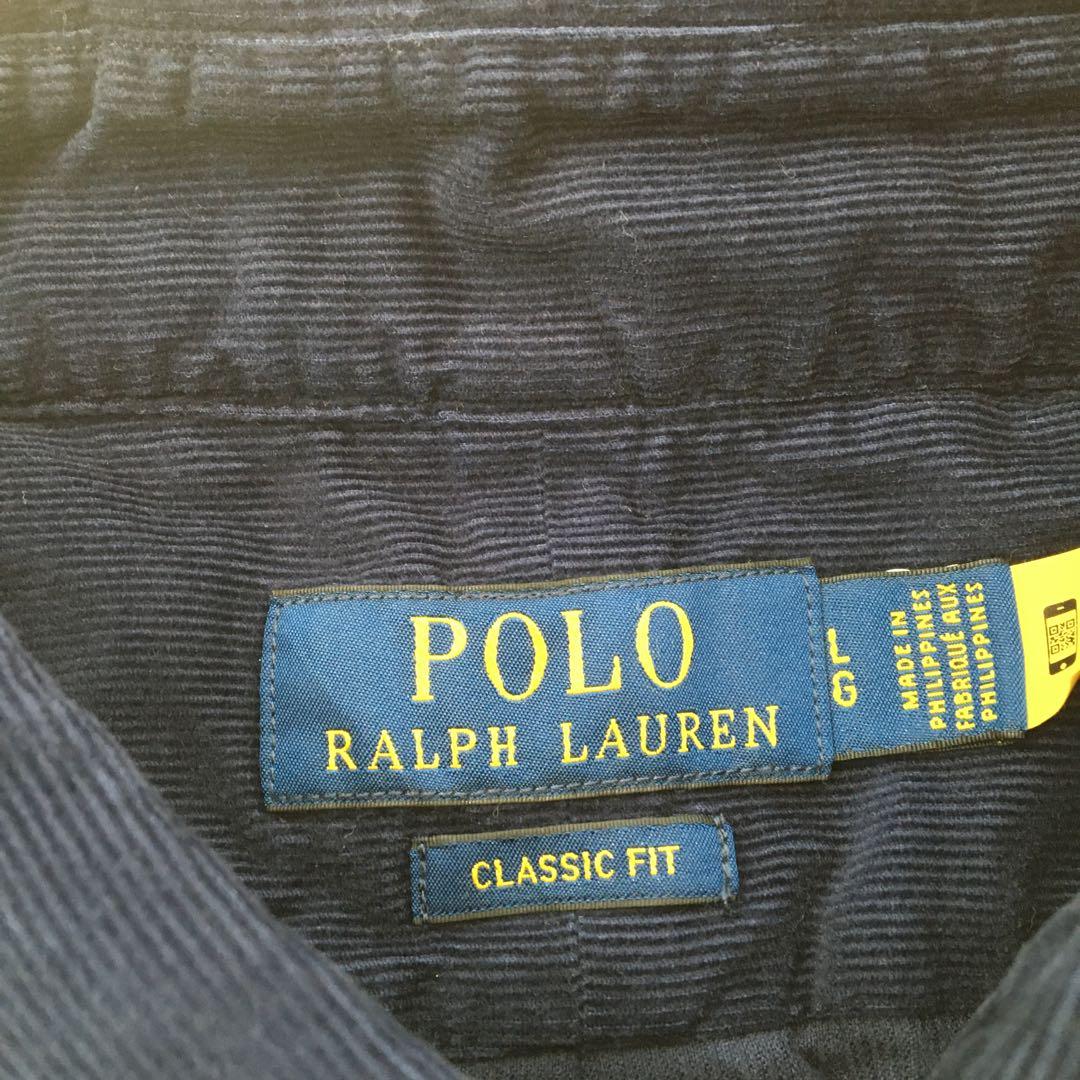 POLO
RALPH LAUREN
CLASSIC FIT
L
G
MADE IN
PHILIPPINES
FABRIQUÉ AUX
PHILIPPINES